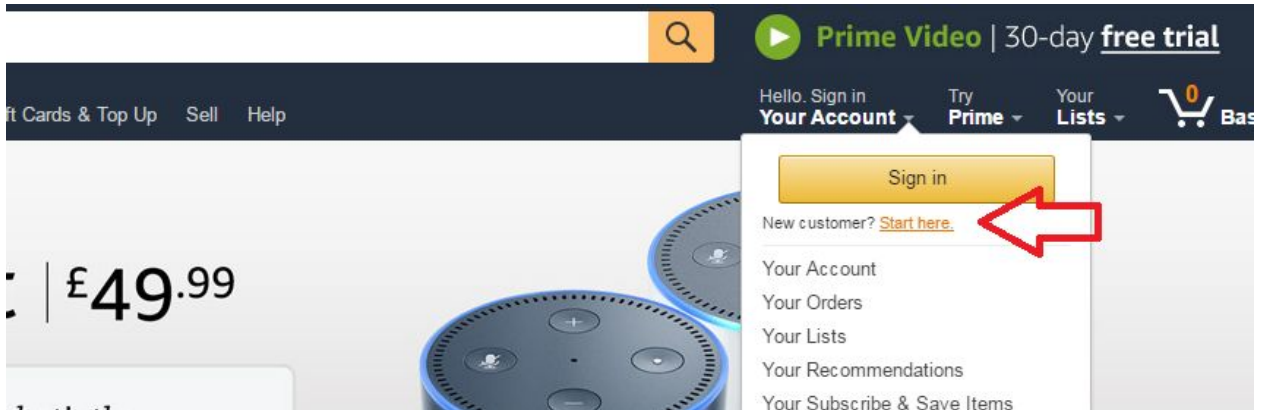 Prime Video | 30-day free trial
ft Cards & Top Up Sell Help
Hello. Sign in
Your Account
Try
Prime
Your
Lists
0
Bas
Sign in
New customer? Start here.
£49.99
Your Account
Your Orders
Your Lists
Your Recommendations
Your Subscribe & Save Items